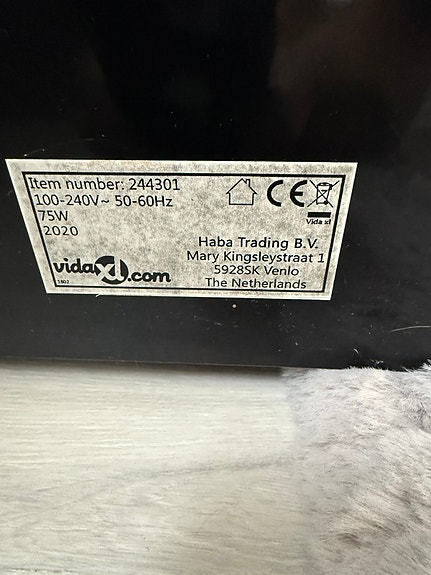 Item number: 244301
100-240V~ 50-60Hz
75W
2020
CE
Vida xl
Haba Trading B.V.
Mary Kingsleystraat 1
5928SK Venlo
The Netherlands
vidaxl.com
1802